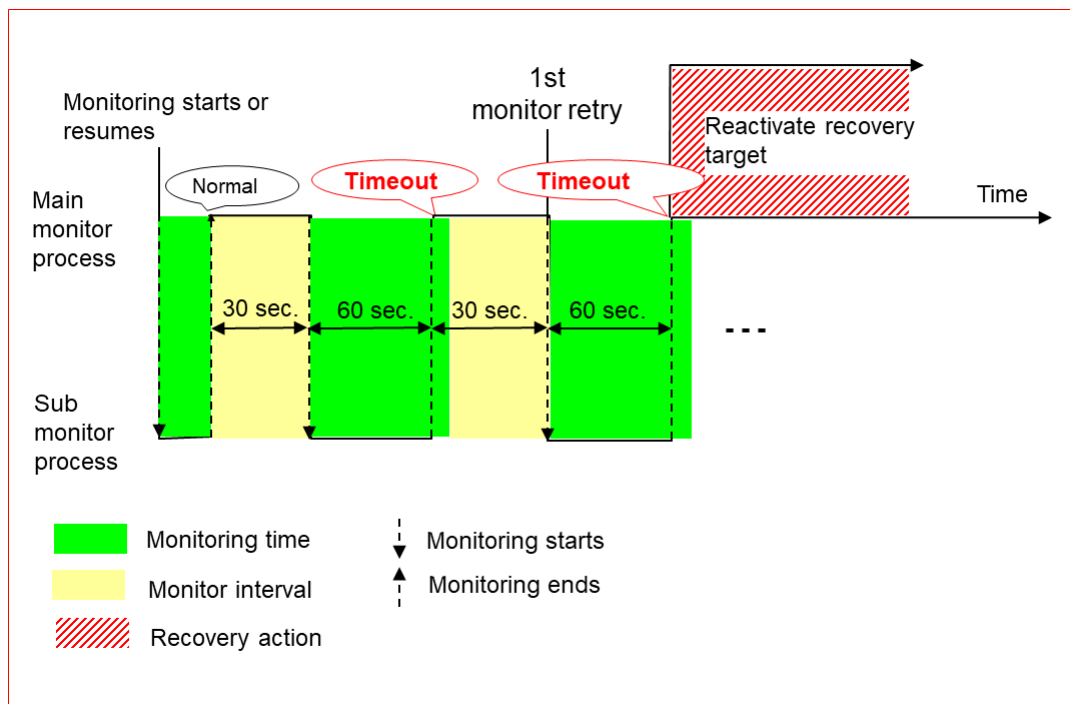 1st
monitor retry
Monitoring starts or
resumes
Reactivate recovery
target
Normal
Timeout
Timeout
Time
Main
monitor
process
30 sec.
60 sec.
30 sec.
60 sec.
- - -
Sub
monitor
process
Monitoring time
Monitoring starts
Monitor interval
Monitoring ends
Recovery action